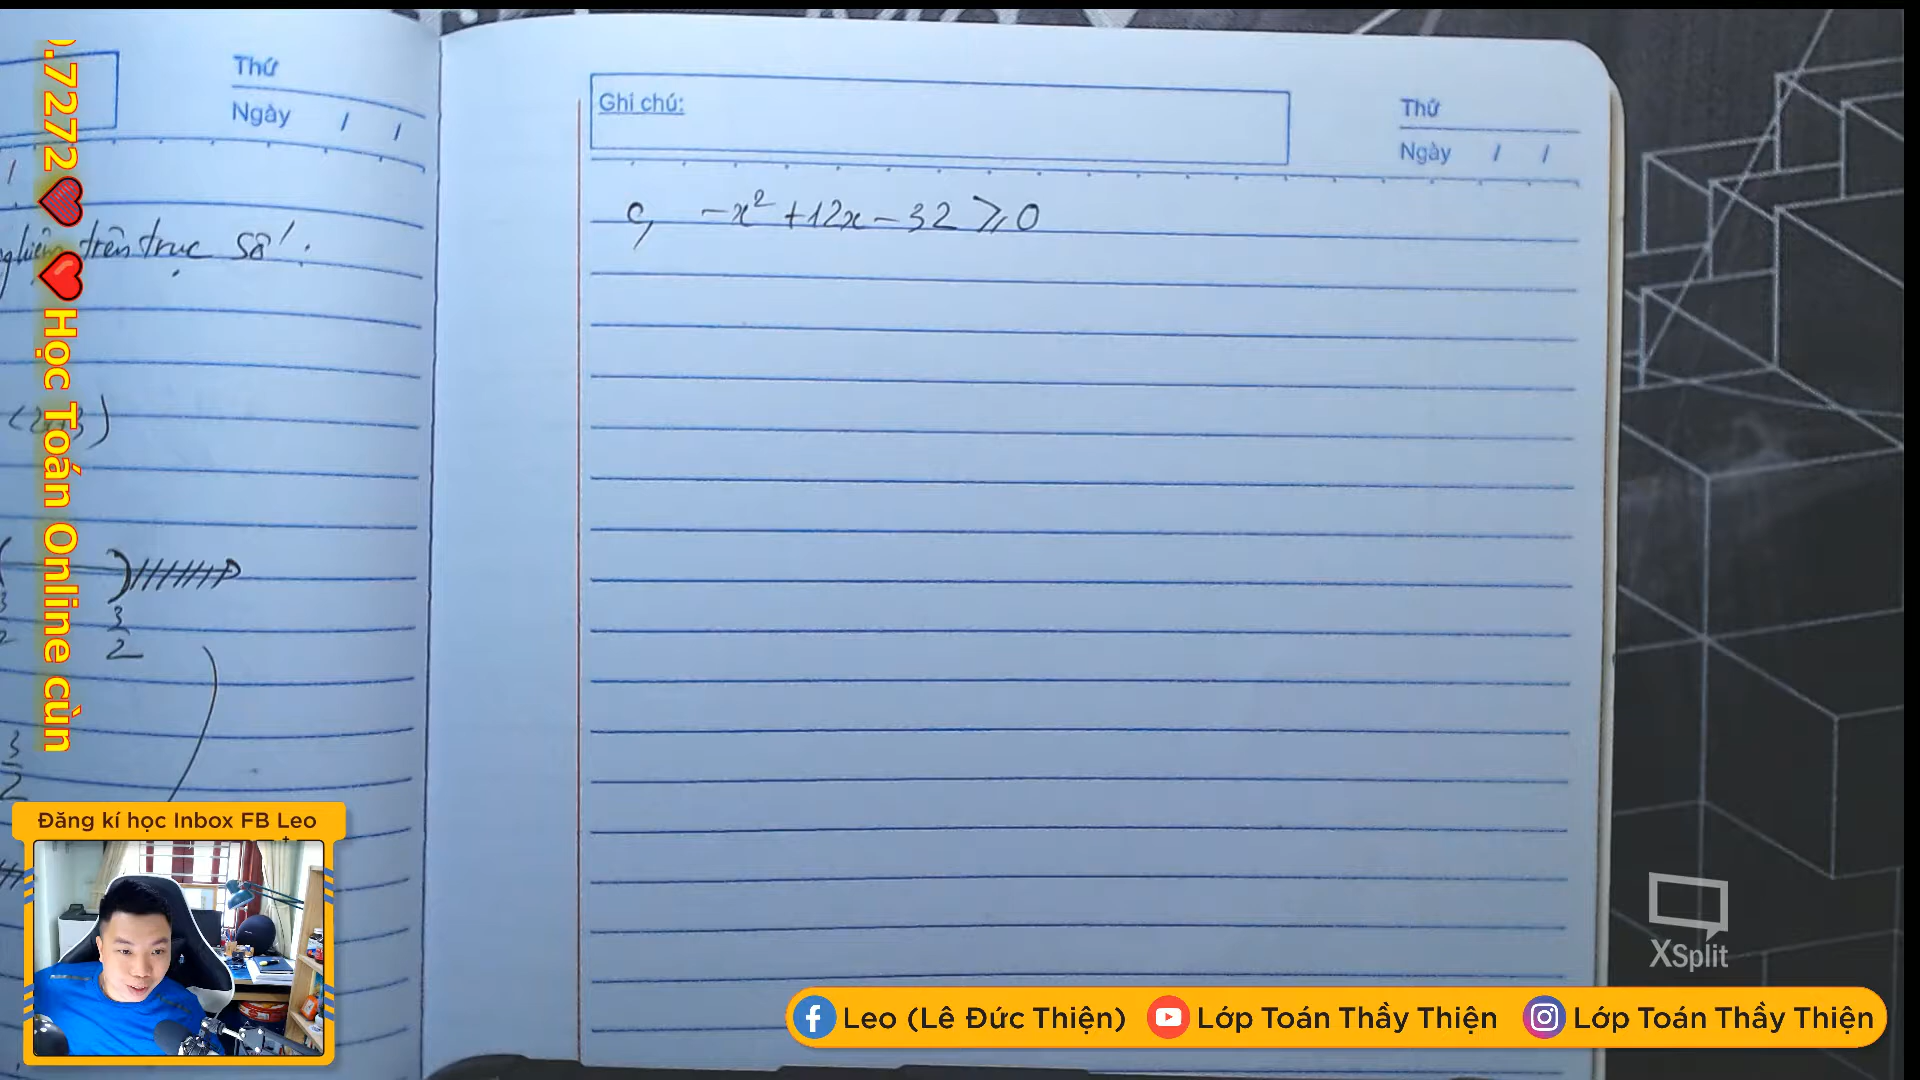 .7272❤️ ❤️Học Toán Online cùn
Thứ
Ngày / /
trên trục số:
3/2
3/2
Ghi chú:
Thứ
Ngày / /
c, -x² +12x -32 ≥ 0
Đăng kí học Inbox FB Leo
XSplit
Leo (Lê Đức Thiện) Lớp Toán Thầy Thiện Lớp Toán Thầy Thiện